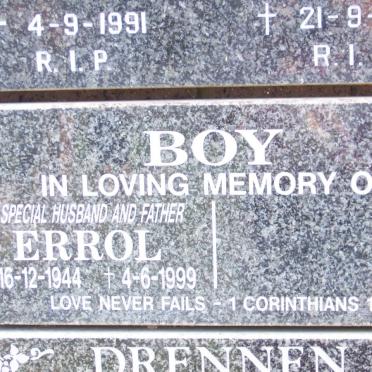 4-9-1991 † 21-9-
R.I.P R.I.
BOY
IN LOVING MEMORY O
SPECIAL HUSBAND AND FATHER
ERROL
16-12-1944 † 4-6-1999
LOVE NEVER FAILS - 1 CORINTHIANS 1
DRENNEN